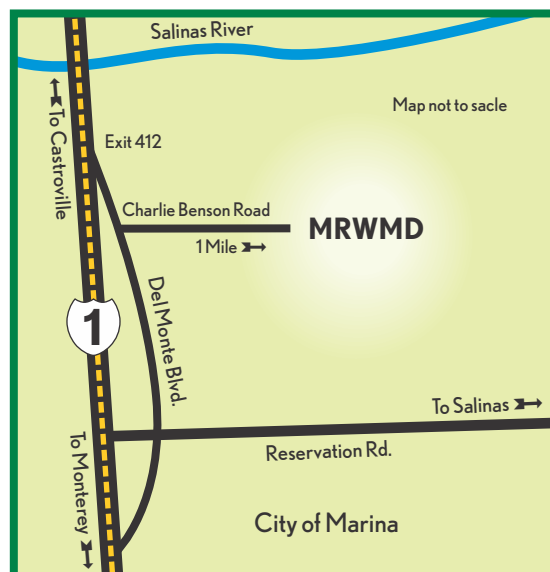 Salinas River
Map not to sacle
To Castroville
Exit 412
Charlie Benson Road
MRWMD
1 Mile
Del Monte Blvd.
1
To Salinas
To Monterey
Reservation Rd.
City of Marina